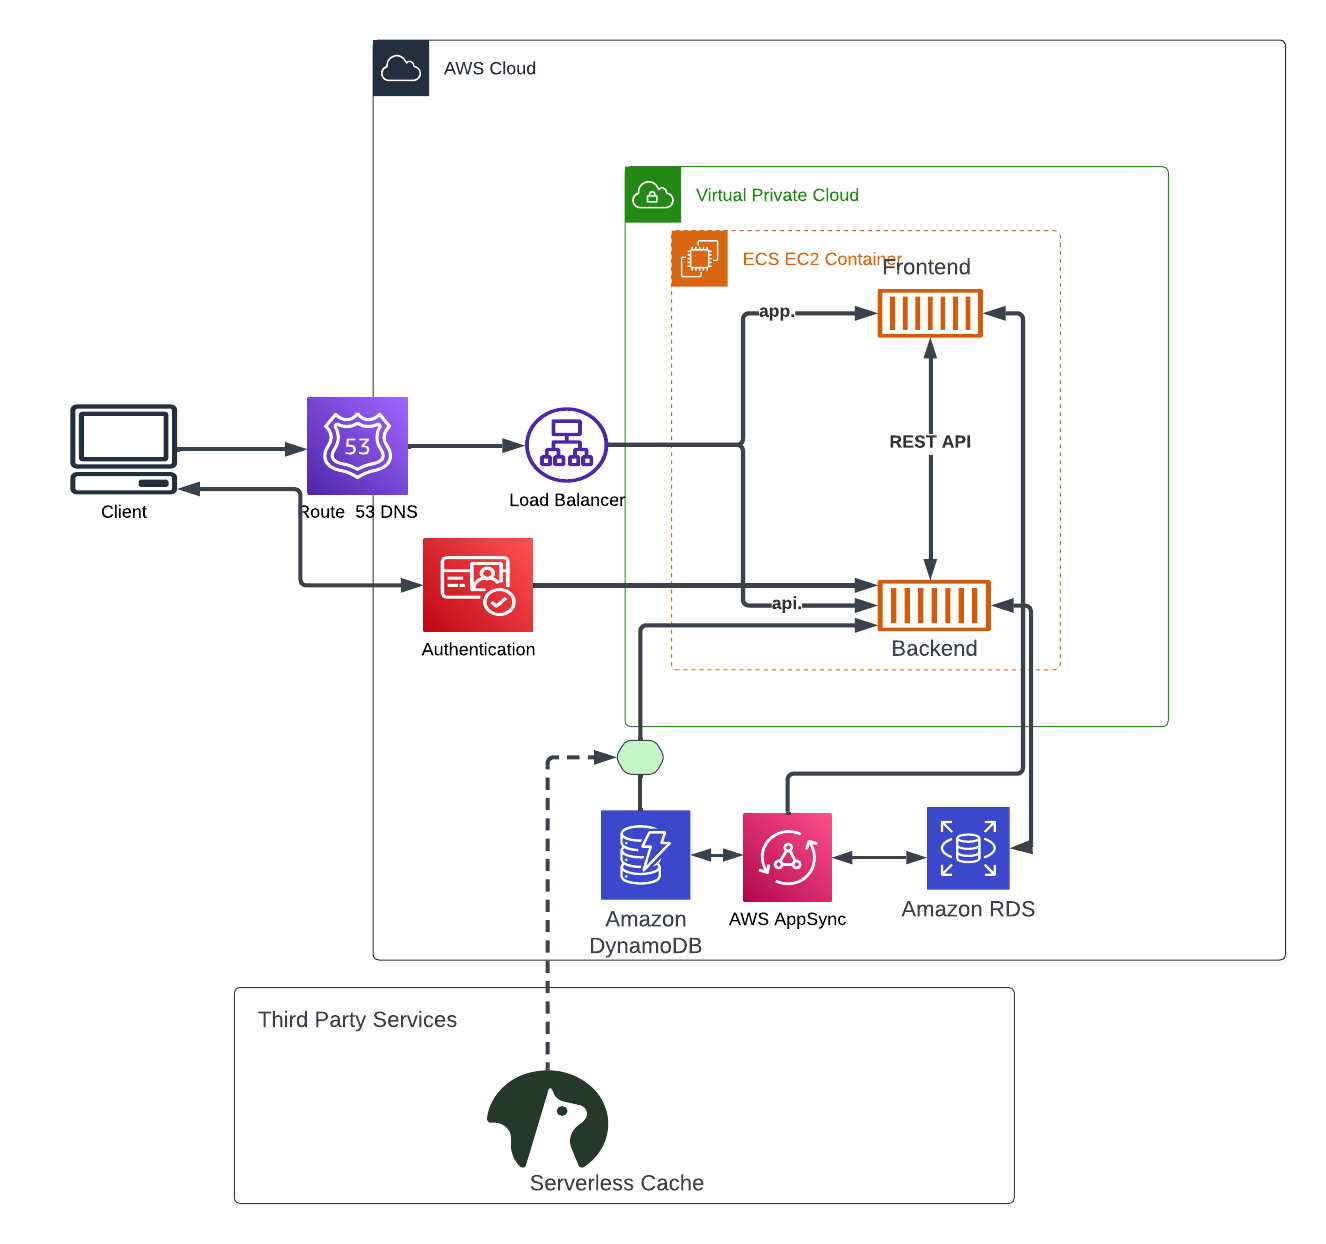 AWS Cloud
Virtual Private Cloud
ECS EC2 Container
Frontend
app.
REST API
53
Client
Route  53 DNS
Load Balancer
api.
Backend
Authentication
Amazon
DynamoDB
AWS AppSync
Amazon RDS
Third Party Services
Serverless Cache